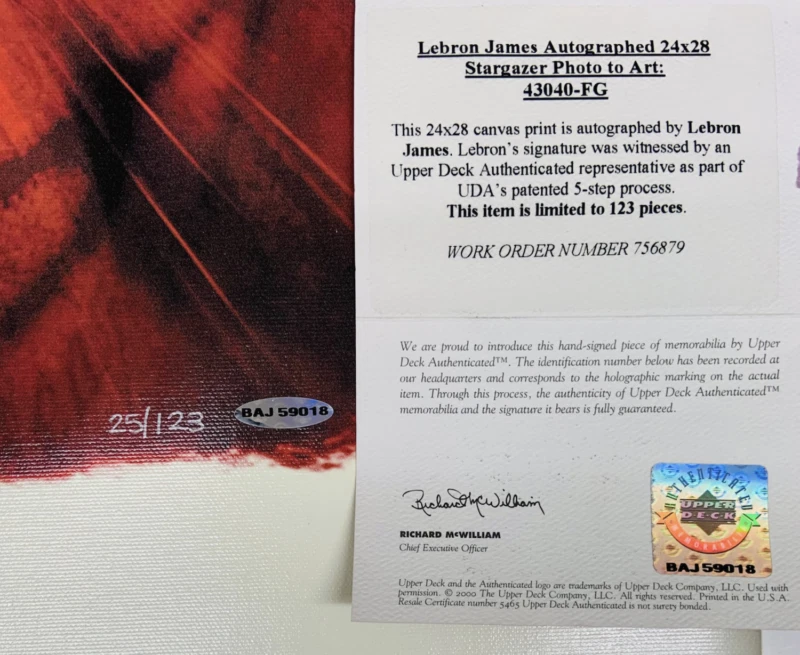 Lebron James Autographed 24x28
Stargazer Photo to Art:
43040-FG
This 24x28 canvas print is autographed by Lebron
James. Lebron's signature was witnessed by an
Upper Deck Authenticated representative as part of
UDA's patented 5-step process.
This item is limited to 123 pieces.
WORK ORDER NUMBER 756879
We are proud to introduce this hand-signed piece of memorabilia by Upper
Deck Authenticated™. The identification number below has been recorded at
our headquarters and corresponds to the holographic marking on the actual
item. Through this process, the authenticity of Upper Deck Authenticated™
memorabilia and the signature it bears is fully guaranteed.
25/123
BAJ 59018
Richard McWilliam
RICHARD McWILLIAM
Chief Executive Officer
AUTHENTICATED
UPPER
DECK
MEMORABILIA
BAJ 59018
Upper Deck and the Authenticated logo are trademarks of Upper Deck Company, LLC. Used with
permission. © 2000 The Upper Deck Company, LLC. All rights reserved. Printed in the U.S.A.
Resale Certificate number 5465 Upper Deck Authenticated is not surety bonded.